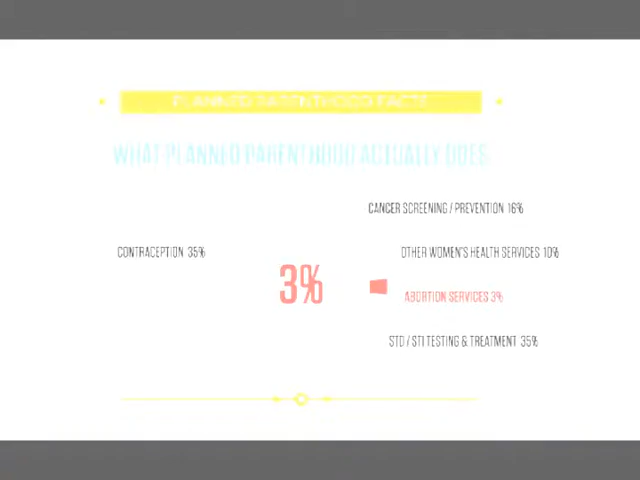 PLANNED PARENTHOOD FACTS
WHAT PLANNED PARENTHOOD ACTUALLY DOES
CANCER SCREENING / PREVENTION 16%
CONTRACEPTION 35%
OTHER WOMEN'S HEALTH SERVICES 10%
3%
ABORTION SERVICES 3%
STD / STI TESTING & TREATMENT 35%